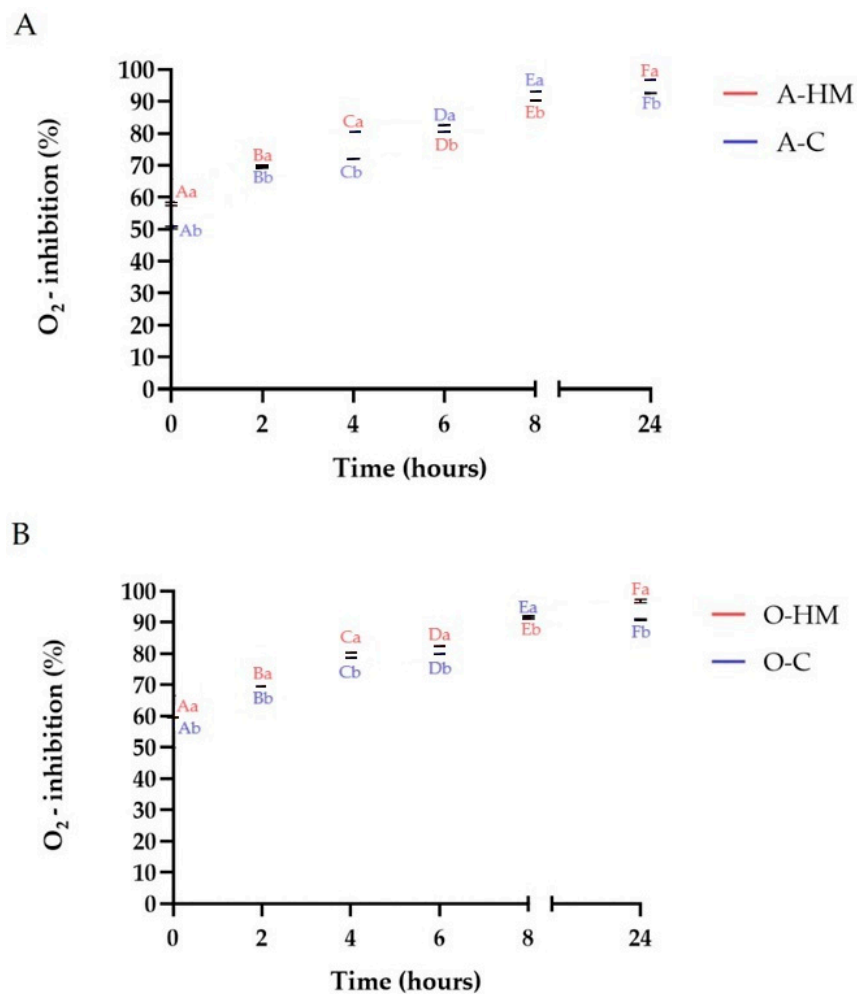 A
O₂- inhibition (%)
100
90
80
70
60
50
40
30
20
10
0
Aa
Ab
Ba
Bb
Ca
Cb
Da
Db
Ea
Eb
Fa
Fb
A-HM
A-C
0 2 4 6 8 24
Time (hours)
B
O₂- inhibition (%)
100
90
80
70
60
50
40
30
20
10
0
Aa
Ab
Ba
Bb
Ca
Cb
Da
Db
Ea
Eb
Fa
Fb
O-HM
O-C
0 2 4 6 8 24
Time (hours)